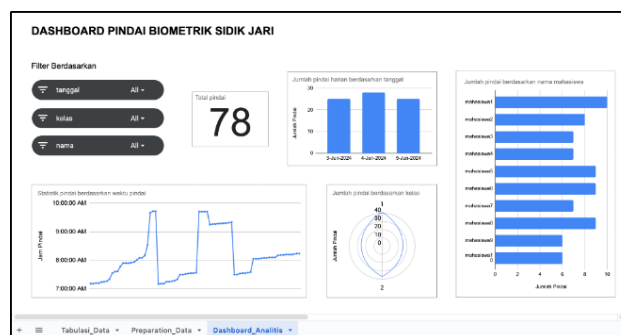 DASHBOARD PINDAI BIOMETRIK SIDIK JARI
Filter Berdasarkan
tanggal All
kelas All
nama All
Total pindai
78
Jumlah pindai harian berdasarkan tanggal
Jumlah Pindai
30
20
10
0
3-Jun-2024 4-Jun-2024 5-Jun-2024
Jumlah pindai berdasarkan nama mahasiswa
mahasiswa1
mahasiswa2
mahasiswa3
mahasiswa4
mahasiswa5
mahasiswa6
mahasiswa7
mahasiswa8
mahasiswa9
mahasiswa1
0
0 2 4 6 8 10
Jumlah Pindai
Statistik pindai berdasarkan waktu pindai
Jam Pindai
10:00:00 AM
9:00:00 AM
8:00:00 AM
7:00:00 AM
Jumlah pindai berdasarkan kelas
Jumlah Pindai
1
40
30
20
10
0
2
Tabulasi_Data Preparation_Data Dashboard_Analitis